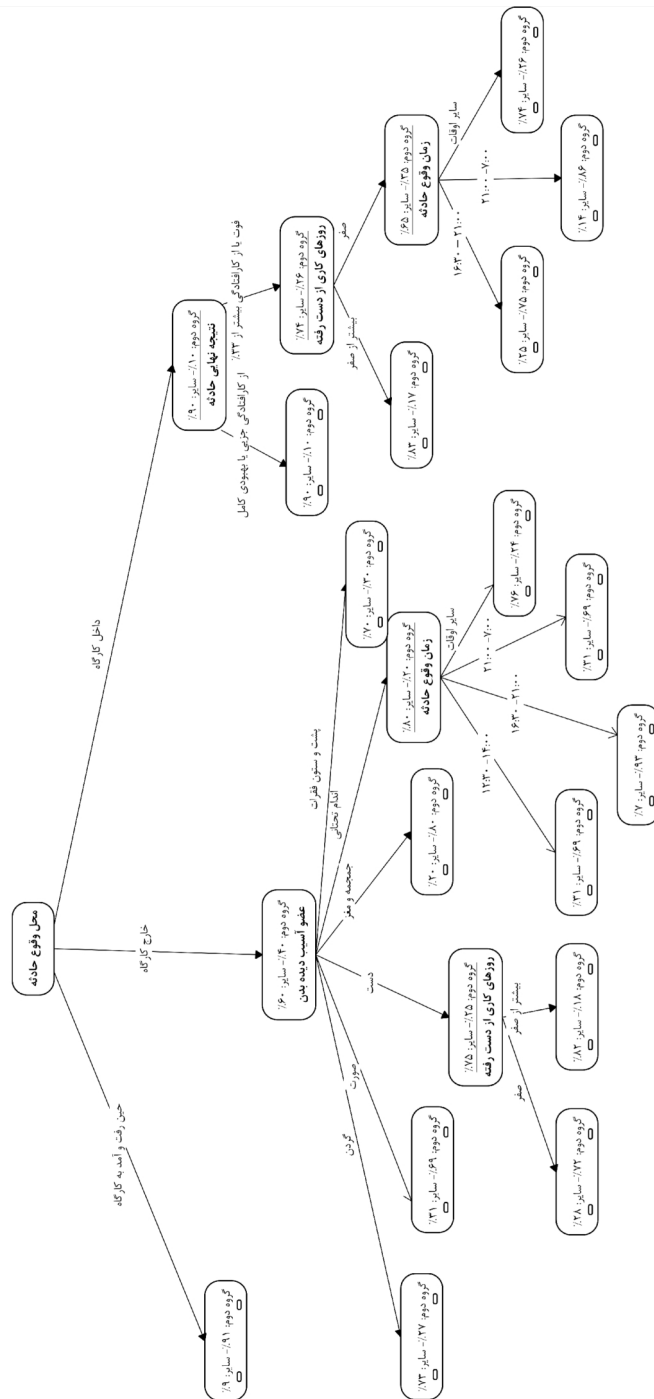 محل وقوع حادثه
حین رفت و آمد به کارگاه
خارج کارگاه
داخل کارگاه
گروه دوم: ۹۱٪- سایر: ۹٪
گروه دوم: ۴۰٪- سایر: ۶۰٪
عضو آسیب دیده بدن
گروه دوم: ۱۰٪- سایر: ۹۰٪
نتیجه نهایی حادثه
گردن
صورت
دست
جمجمه و مغز
اندام تحتانی
پشت و ستون فقرات
از کارافتادگی جزیی یا بهبودی کامل
فوت یا از کارافتادگی بیشتر از ۳۳٪
گروه دوم: ۲۷٪- سایر: ۷۳٪
گروه دوم: ۶۹٪- سایر: ۳۱٪
گروه دوم: ۲۵٪- سایر: ۷۵٪
روزهای کاری از دست رفته
گروه دوم: ۸۰٪- سایر: ۲۰٪
گروه دوم: ۲۰٪- سایر: ۸۰٪
زمان وقوع حادثه
گروه دوم: ۳۰٪- سایر: ۷۰٪
گروه دوم: ۱۰٪- سایر: ۹۰٪
گروه دوم: ۲۶٪- سایر: ۷۴٪
روزهای کاری از دست رفته
صفر
بیشتر از صفر
گروه دوم: ۷۲٪- سایر: ۲۸٪
گروه دوم: ۱۸٪- سایر: ۸۲٪
۱۲:۳۰ -۱۴:۰۰
۱۶:۳۰ -۲۱:۰۰
۲۱:۰۰ -۷:۰۰
سایر اوقات
گروه دوم: ۶۹٪- سایر: ۳۱٪
گروه دوم: ۹۳٪- سایر: ۷٪
گروه دوم: ۶۹٪- سایر: ۳۱٪
گروه دوم: ۲۴٪- سایر: ۷۶٪
بیشتر از صفر
صفر
گروه دوم: ۱۷٪- سایر: ۸۳٪
گروه دوم: ۳۵٪- سایر: ۶۵٪
زمان وقوع حادثه
۱۶:۳۰ – ۲۱:۰۰
۲۱:۰۰ -۷:۰۰
سایر اوقات
گروه دوم: ۷۵٪- سایر: ۲۵٪
گروه دوم: ۸۶٪- سایر: ۱۴٪
گروه دوم: ۲۶٪- سایر: ۷۴٪